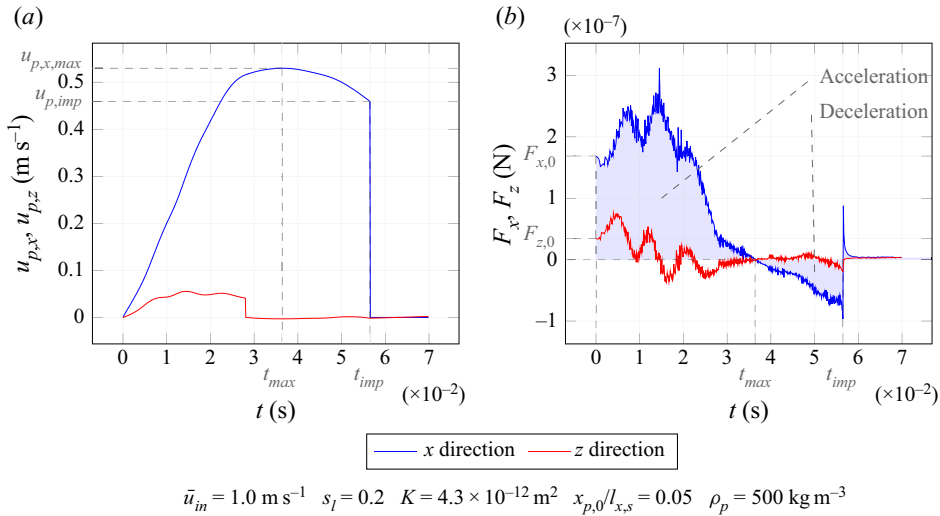 (a)
u_{p,x,max}
0.5
u_{p,imp}
0.4
0.3
0.2
0.1
0
u_{p,x}, u_{p,z} (m s⁻¹)
0 1 2 3 4 5 6 7
t_{max} t_{imp}
(×10⁻²)
t (s)
(b)
(×10⁻⁷)
3
2
F_{x,0}
1
F_{z,0}
0
−1
F_x, F_z (N)
Acceleration
Deceleration
0 1 2 3 4 5 6 7
t_{max} t_{imp}
(×10⁻²)
t (s)
x direction z direction
ū_{in} = 1.0 m s⁻¹ s_l = 0.2 K = 4.3 × 10⁻¹² m² x_{p,0}/l_{x,s} = 0.05 ρ_p = 500 kg m⁻³